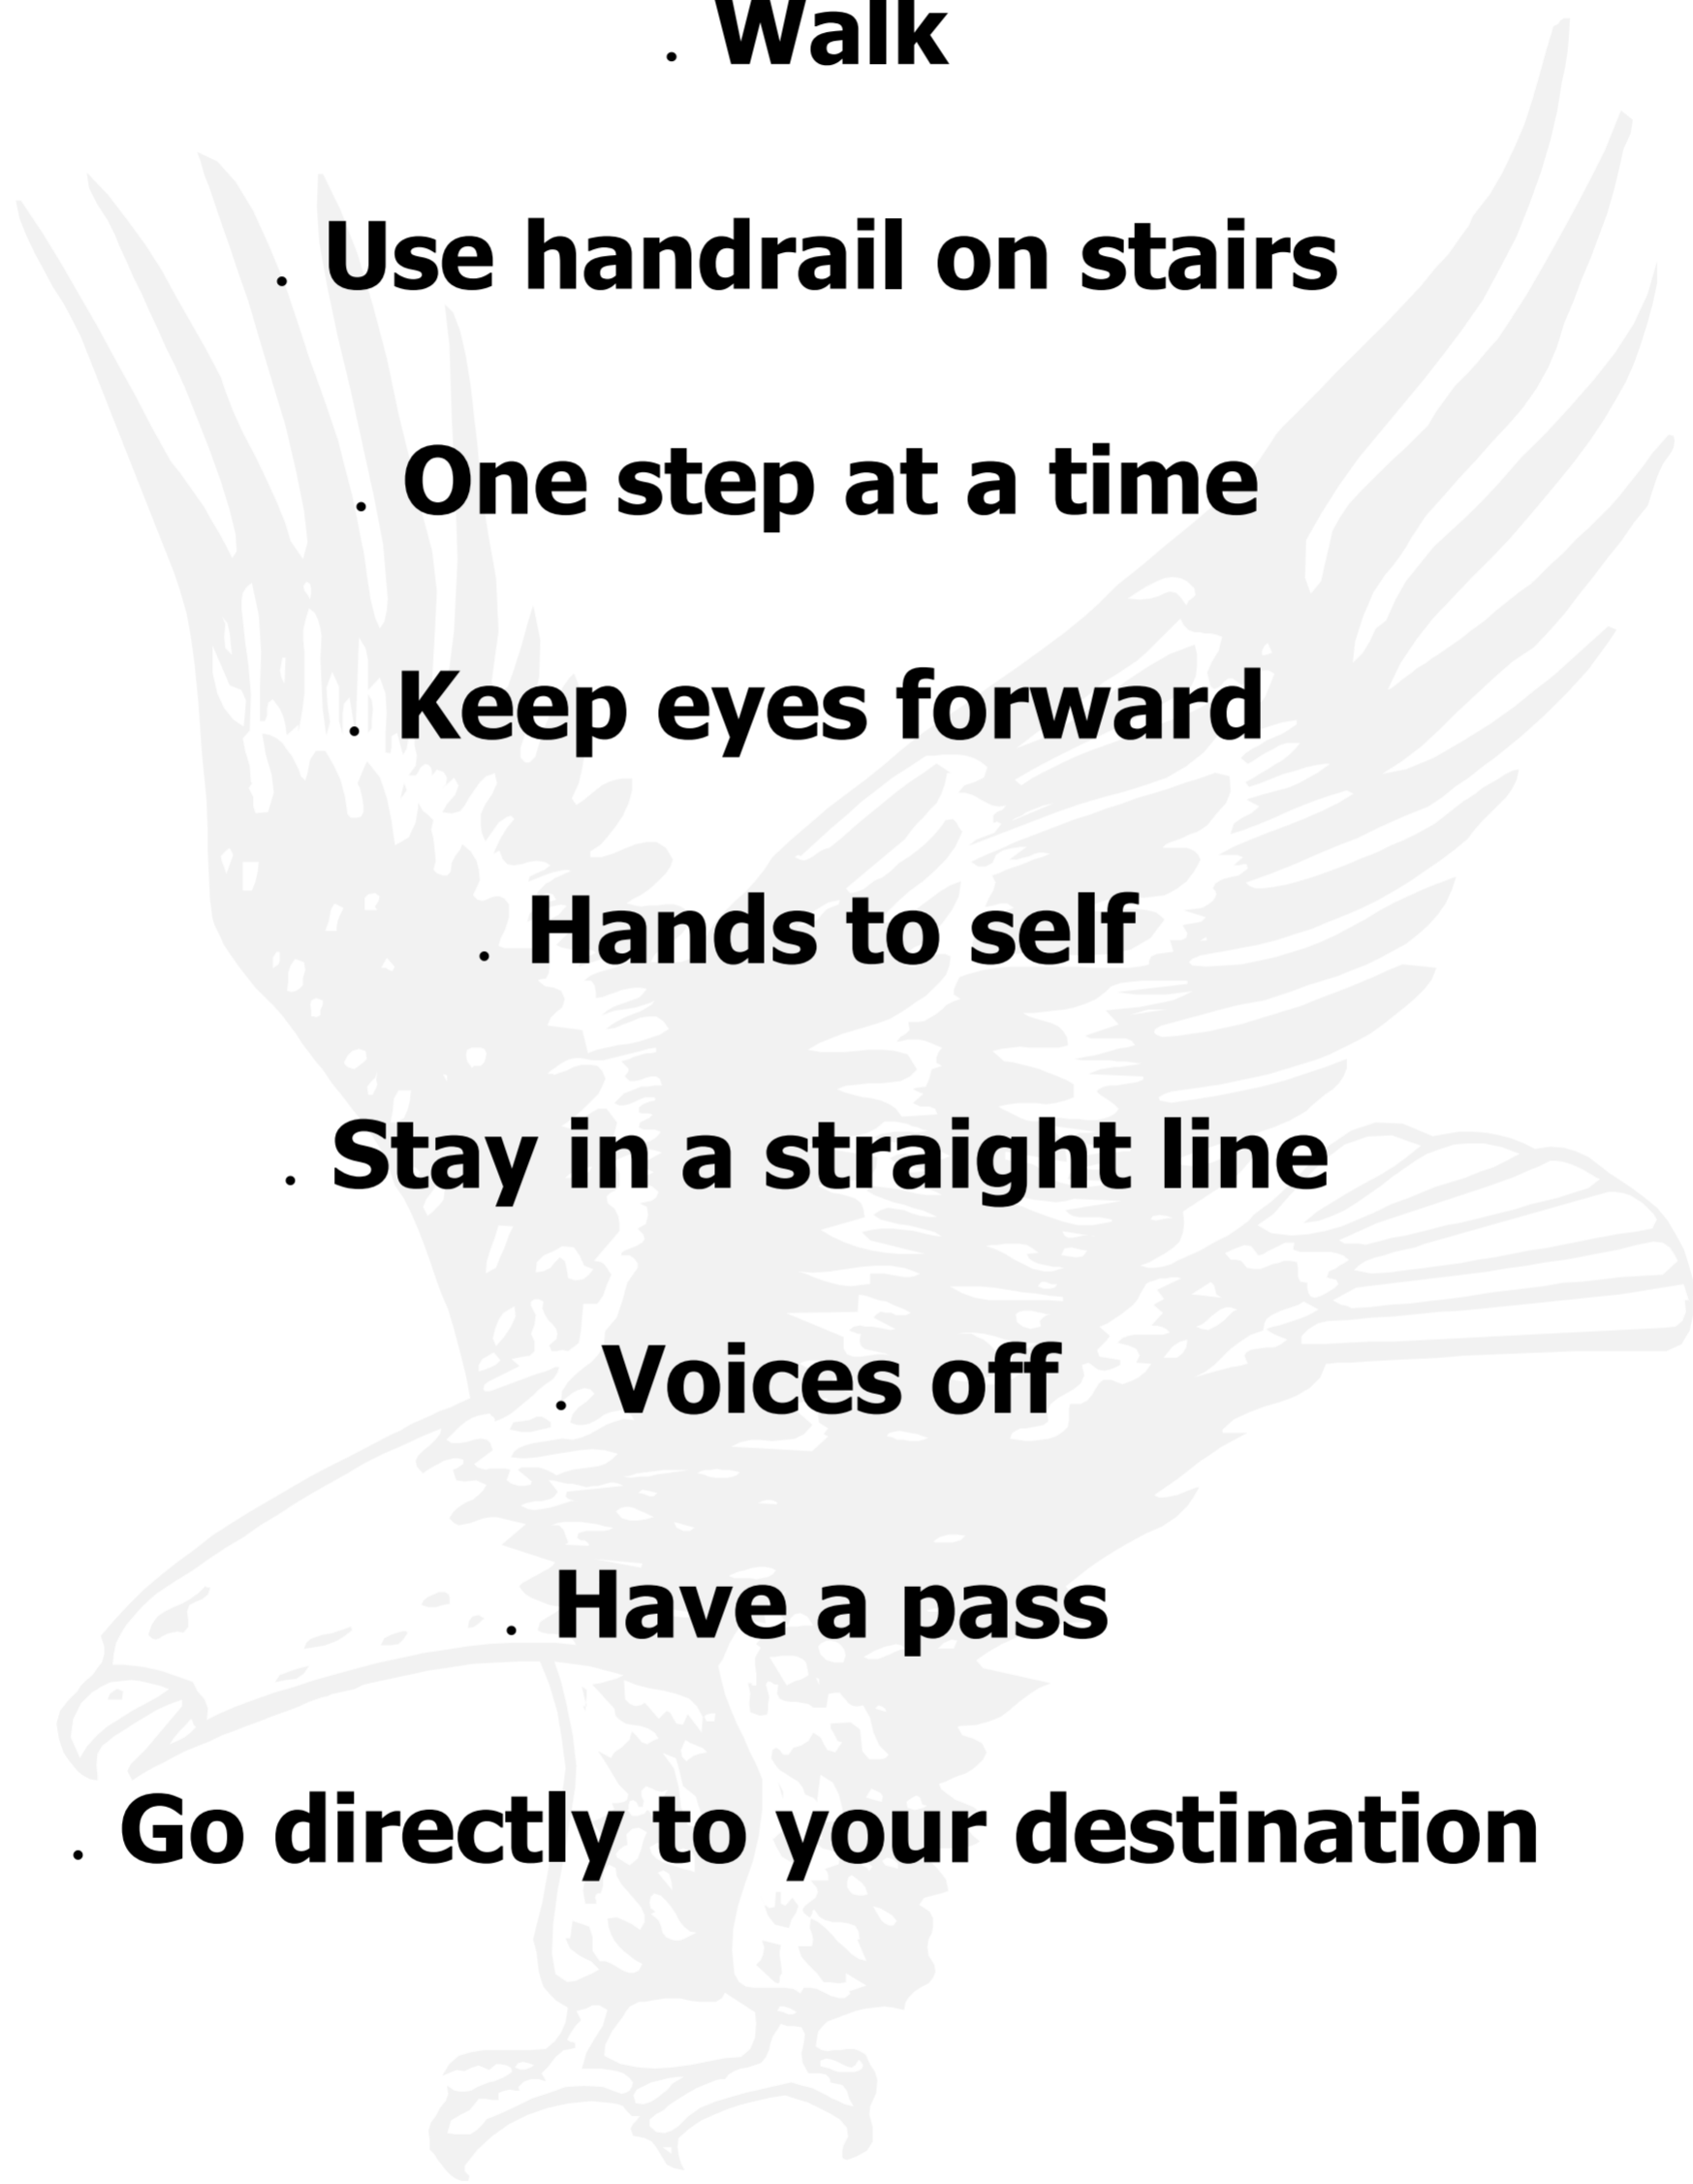 . Walk
. Use handrail on stairs
. One step at a time
. Keep eyes forward
. Hands to self
. Stay in a straight line
. Voices off
. Have a pass
. Go directly to your destination